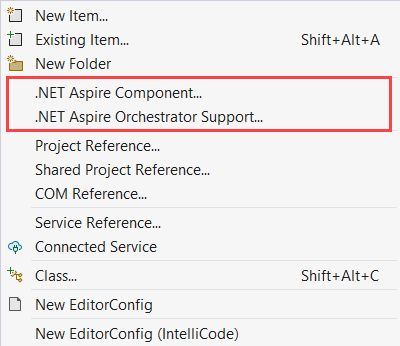 New Item...
Existing Item... Shift+Alt+A
New Folder
.NET Aspire Component...
.NET Aspire Orchestrator Support...
Project Reference...
Shared Project Reference...
COM Reference...
Service Reference...
Connected Service
Class... Shift+Alt+C
New EditorConfig
New EditorConfig (IntelliCode)